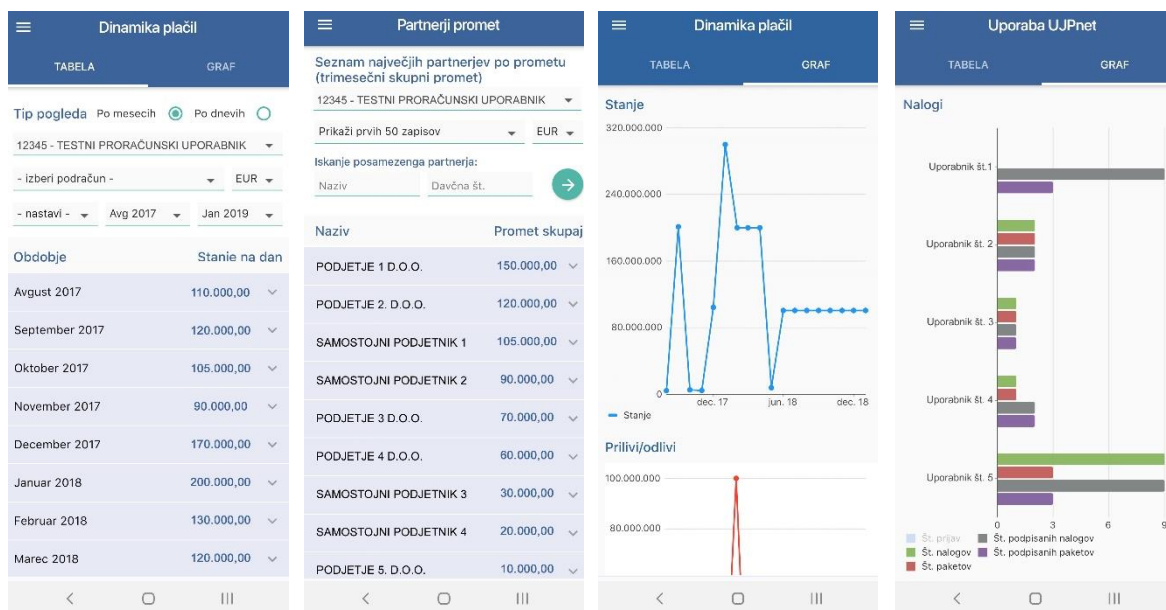 Dinamika plačil
TABELA GRAF
Tip pogleda Po mesecih Po dnevih
12345 - TESTNI PRORAČUNSKI UPORABNIK
- izberi podračun - EUR
- nastavi - Avg 2017 Jan 2019
Obdobje Stanje na dan
Avgust 2017 110.000,00
September 2017 120.000,00
Oktober 2017 105.000,00
November 2017 90.000,00
December 2017 170.000,00
Januar 2018 200.000,00
Februar 2018 130.000,00
Marec 2018 120.000,00
Partnerji promet
Seznam največjih partnerjev po prometu
(trimesečni skupni promet)
12345 - TESTNI PRORAČUNSKI UPORABNIK
Prikaži prvih 50 zapisov EUR
Iskanje posamezenga partnerja:
Naziv Davčna št.
Naziv Promet skupaj
PODJETJE 1 D.O.O. 150.000,00
PODJETJE 2. D.O.O. 120.000,00
SAMOSTOJNI PODJETNIK 1 105.000,00
SAMOSTOJNI PODJETNIK 2 90.000,00
PODJETJE 3 D.O.O. 70.000,00
PODJETJE 4 D.O.O. 60.000,00
SAMOSTOJNI PODJETNIK 3 30.000,00
SAMOSTOJNI PODJETNIK 4 20.000,00
PODJETJE 5. D.O.O. 10.000,00
Dinamika plačil
TABELA GRAF
Stanje
320.000.000
240.000.000
160.000.000
80.000.000
0
dec. 17 jun. 18 dec. 18
Stanje
Prilivi/odlivi
100.000.000
80.000.000
Uporaba UJPnet
TABELA GRAF
Nalogi
Uporabnik št.1
Uporabnik št. 2
Uporabnik št. 3
Uporabnik št. 4
Uporabnik št. 5
0 3 6 9
Št. prijav Št. podpisanih nalogov
Št. nalogov Št. podpisanih paketov
Št. paketov